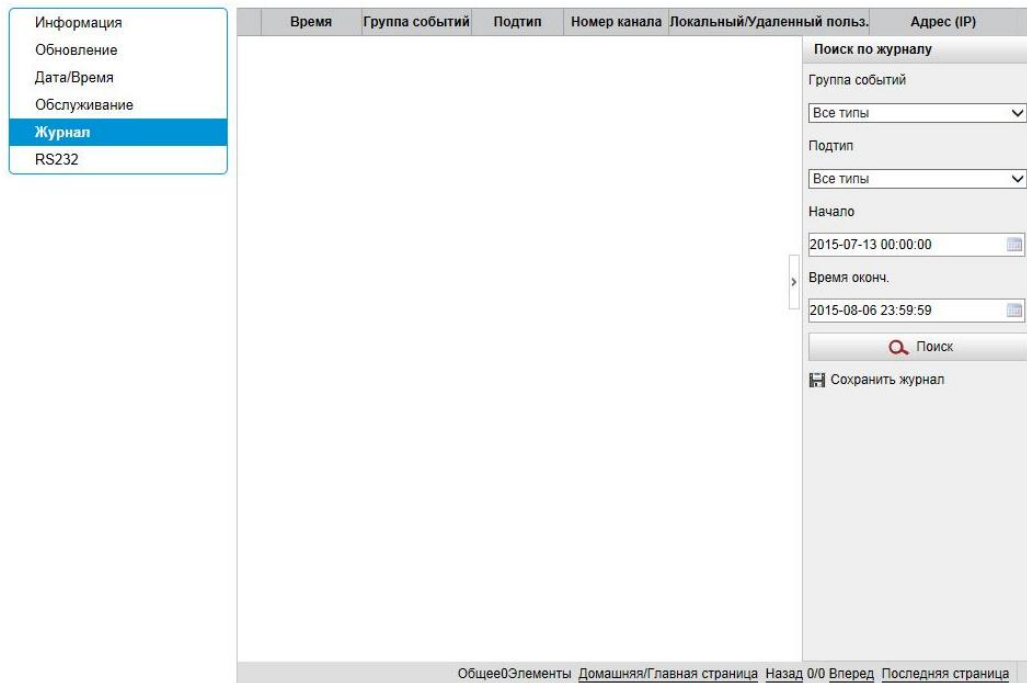 Информация
Обновление
Дата/Время
Обслуживание
Журнал
RS232
Время Группа событий Подтип Номер канала Локальный/Удаленный польз. Адрес (IP)
Поиск по журналу
Группа событий
Все типы
Подтип
Все типы
Начало
2015-07-13 00:00:00
Время оконч.
2015-08-06 23:59:59
Поиск
Сохранить журнал
Общее0Элементы Домашняя/Главная страница Назад 0/0 Вперед Последняя страница